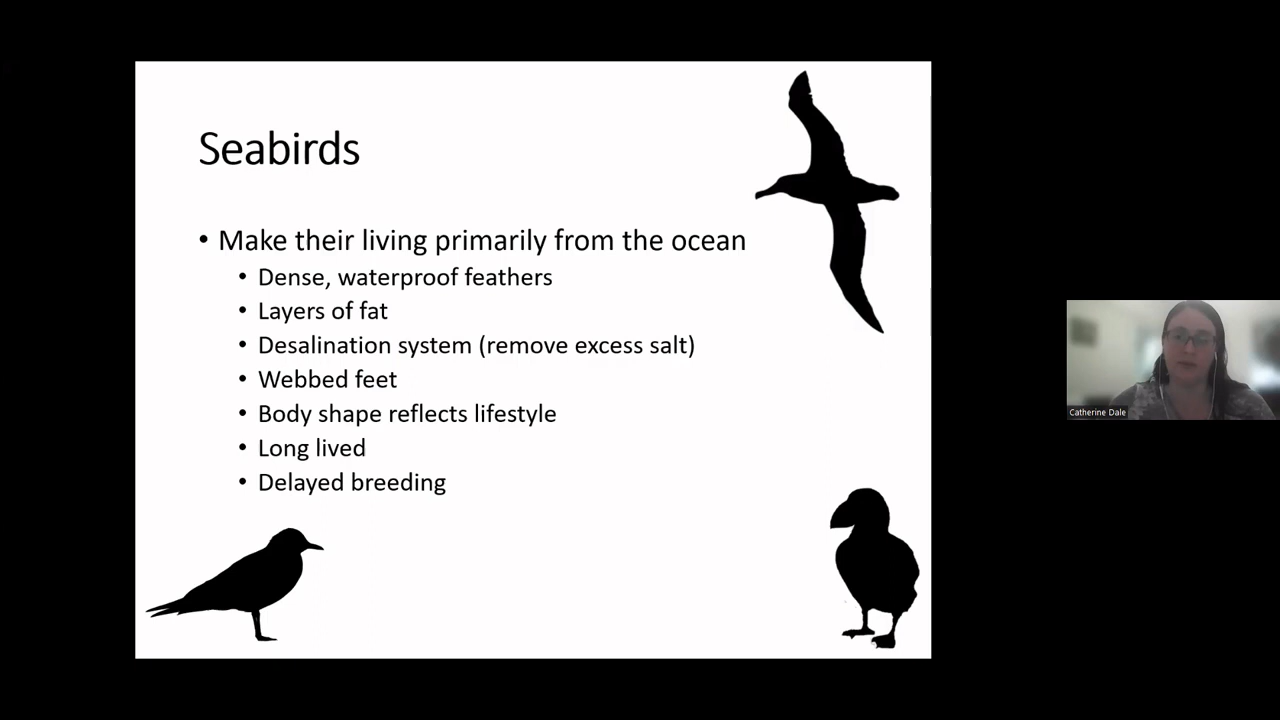 Seabirds
• Make their living primarily from the ocean
• Dense, waterproof feathers
• Layers of fat
• Desalination system (remove excess salt)
• Webbed feet
• Body shape reflects lifestyle
• Long lived
• Delayed breeding
Catherine Dale